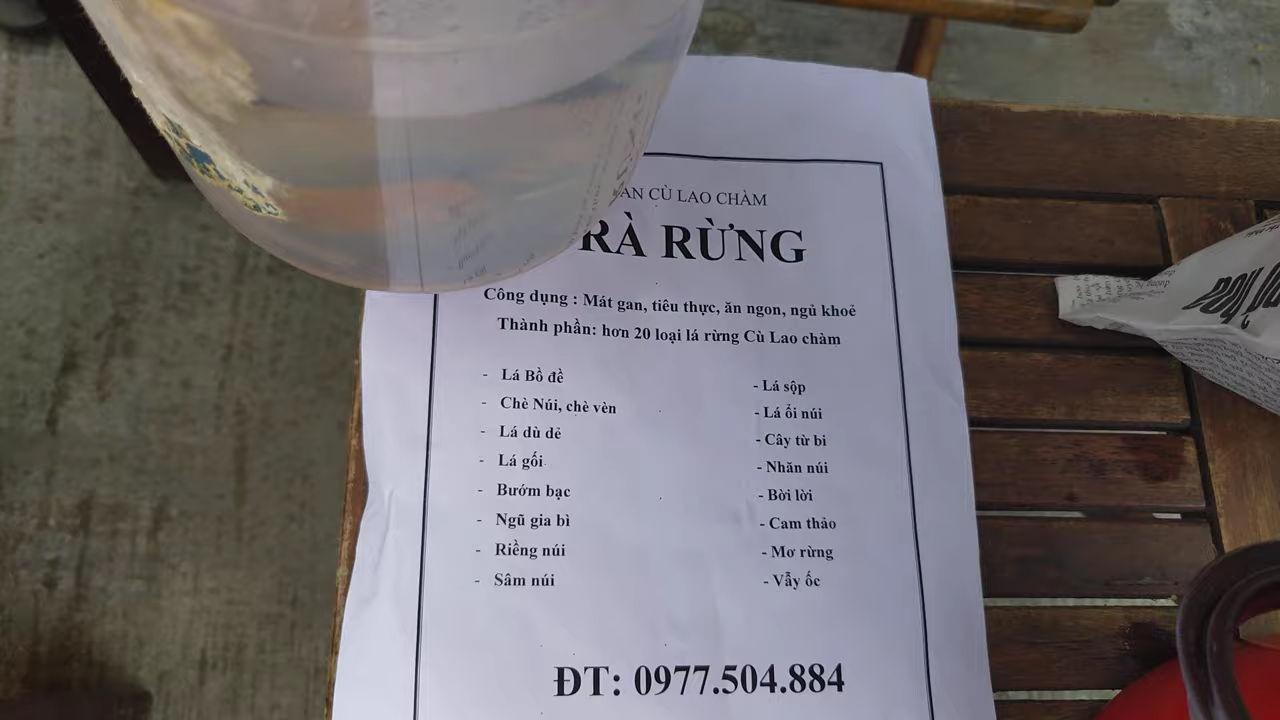 AN CÙ LAO CHÀM
RÀ RỪNG
Công dụng : Mát gan, tiêu thực, ăn ngon, ngủ khoẻ
Thành phần: hơn 20 loại lá rừng Cù Lao chàm
- Lá Bồ đề
- Chè Núi, chè vèn
- Lá dù dẻ
- Lá gối
- Bướm bạc
- Ngũ gia bì
- Riềng núi
- Sâm núi
- Lá sộp
- Lá ổi núi
- Cây từ bi
- Nhãn núi
- Bời lời
- Cam thảo
- Mơ rừng
- Vẩy ốc
ĐT: 0977.504.884